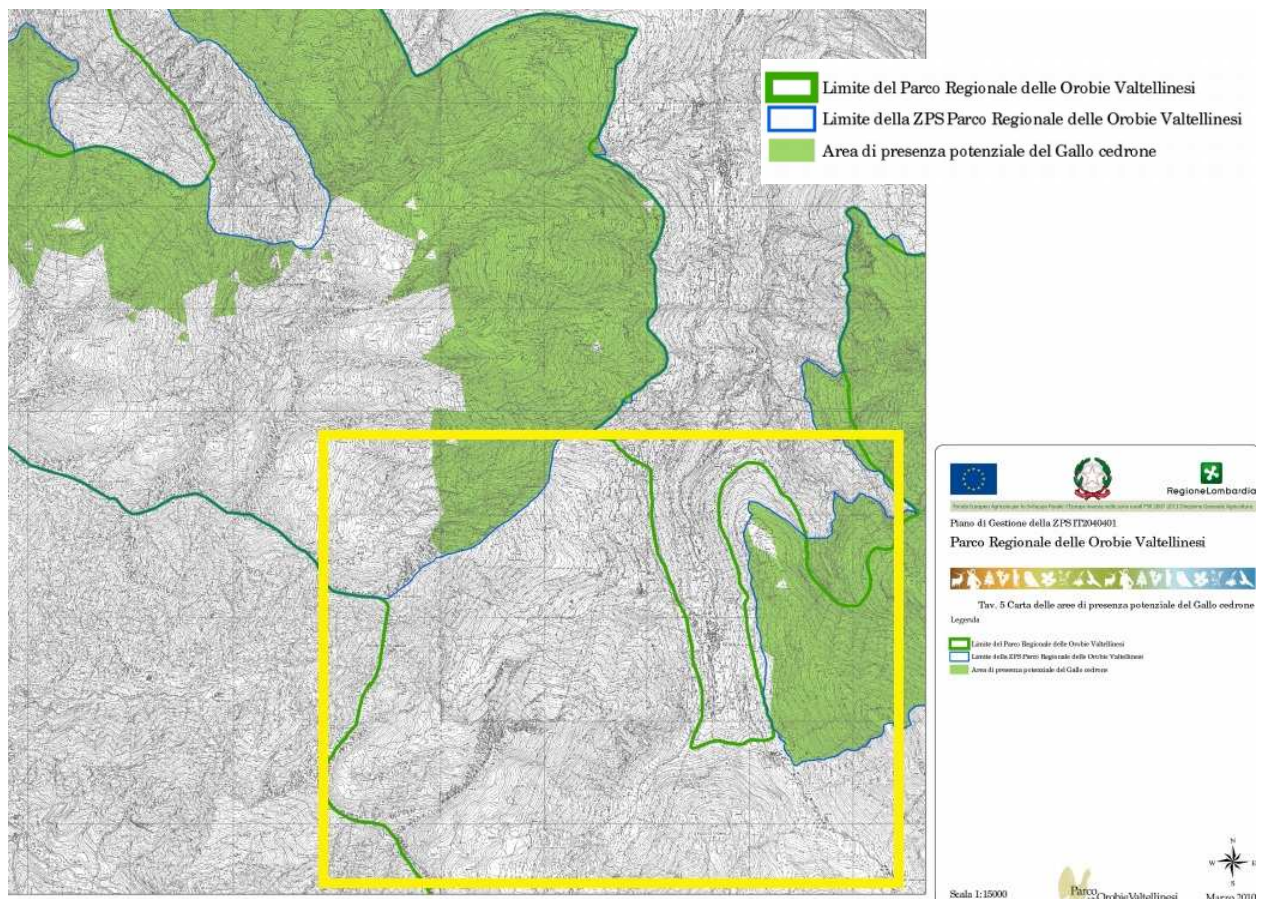 Limite del Parco Regionale delle Orobie Valtellinesi
Limite della ZPS Parco Regionale delle Orobie Valtellinesi
Area di presenza potenziale del Gallo cedrone
RegioneLombardia
Piano di Gestione della ZPS IT2040401
Parco Regionale delle Orobie Valtellinesi
Tav. 5 Carta delle aree di presenza potenziale del Gallo cedrone
Legenda
Limite del Parco Regionale delle Orobie Valtellinesi
Limite della ZPS Parco Regionale delle Orobie Valtellinesi
Area di presenza potenziale del Gallo cedrone
N
W E
S
Scala 1:15000
Parco
OrobieValtellinesi
Marzo 2010